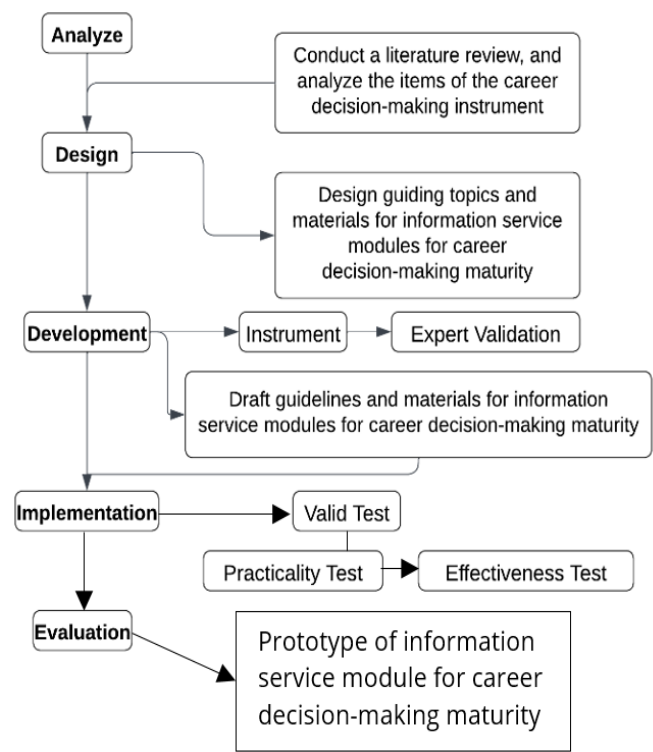 Analyze
Conduct a literature review, and
analyze the items of the career
decision-making instrument
Design
Design guiding topics and
materials for information service
modules for career
decision-making maturity
Development
Instrument
Expert Validation
Draft guidelines and materials for information
service modules for career decision-making maturity
Implementation
Valid Test
Practicality Test
Effectiveness Test
Evaluation
Prototype of information
service module for career
decision-making maturity